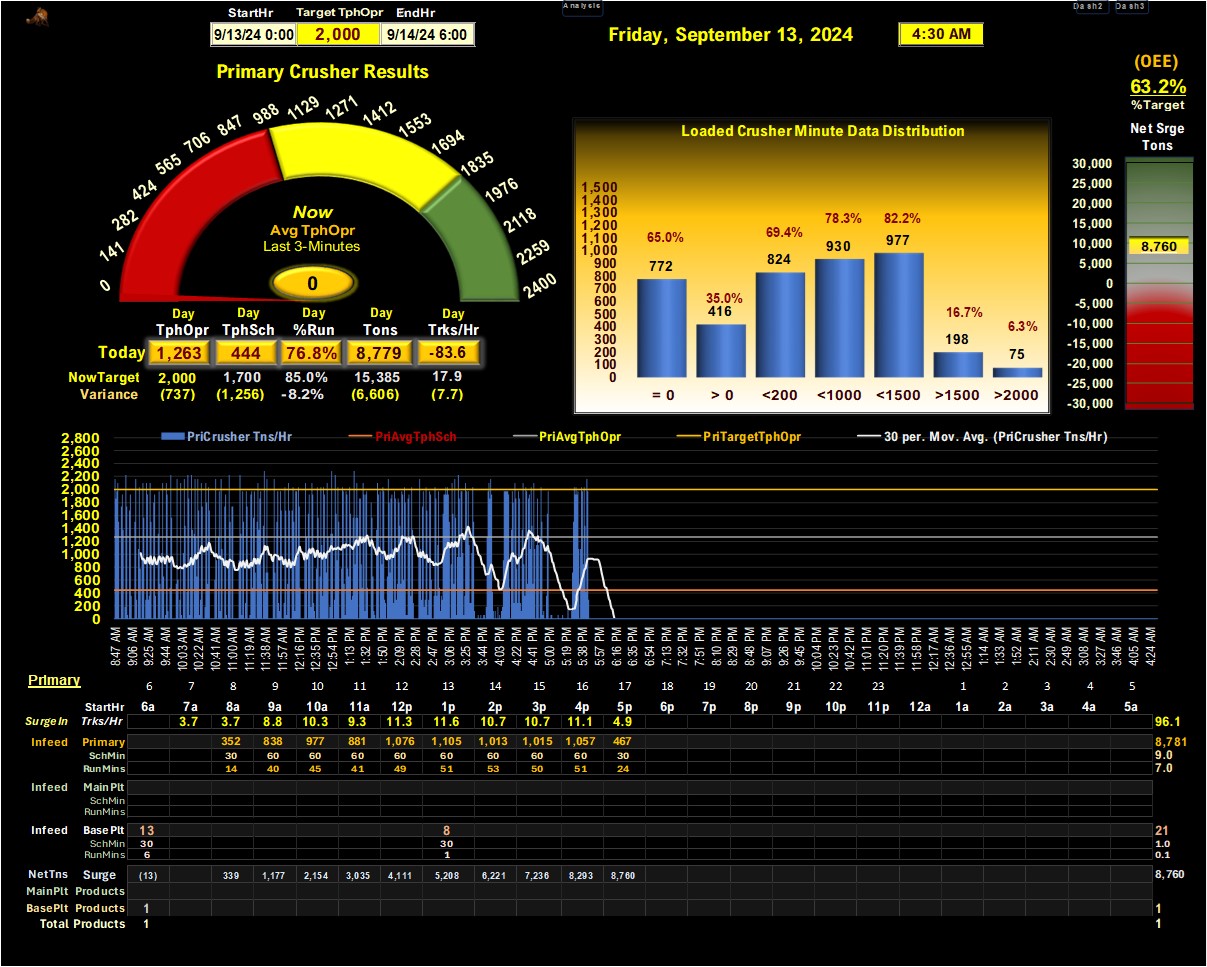 Analysis
Dash2 Dash3
StartHr Target TphOpr EndHr
9/13/24 0:00 2,000 9/14/24 6:00
Friday, September 13, 2024
4:30 AM
Primary Crusher Results
0 141 282 424 565 706 847 988 1129 1271 1412 1553 1694 1835 1976 2118 2259 2400
Now
Avg TphOpr
Last 3-Minutes
0
Day Day Day Day Day
TphOpr TphSch %Run Tons Trks/Hr
Today 1,263 444 76.8% 8,779 -83.6
NowTarget 2,000 1,700 85.0% 15,385 17.9
Variance (737) (1,256) -8.2% (6,606) (7.7)
Loaded Crusher Minute Data Distribution
1,500
1,400
1,300
1,200
1,100
1,000
900
800
700
600
500
400
300
200
100
0
65.0% 35.0% 69.4% 78.3% 82.2% 16.7% 6.3%
772 416 824 930 977 198 75
= 0 > 0 <200 <1000 <1500 >1500 >2000
(OEE)
63.2%
%Target
Net Srge
Tons
30,000
25,000
20,000
15,000
10,000
5,000
0
-5,000
-10,000
-15,000
-20,000
-25,000
-30,000
8,760
PriCrusher Tns/Hr PriAvgTphSch PriAvgTphOpr PriTargetTphOpr 30 per. Mov. Avg. (PriCrusher Tns/Hr)
2,800
2,600
2,400
2,200
2,000
1,800
1,600
1,400
1,200
1,000
800
600
400
200
0
8:47 AM 9:06 AM 9:25 AM 9:44 AM 10:03 AM 10:22 AM 10:41 AM 11:00 AM 11:19 AM 11:38 AM 11:57 AM 12:16 PM 12:35 PM 12:54 PM 1:13 PM 1:32 PM 1:50 PM 2:09 PM 2:28 PM 2:47 PM 3:06 PM 3:25 PM 3:44 PM 4:03 PM 4:22 PM 4:41 PM 5:00 PM 5:19 PM 5:38 PM 5:57 PM 6:16 PM 6:35 PM 6:54 PM 7:13 PM 7:32 PM 7:51 PM 8:10 PM 8:29 PM 8:48 PM 9:07 PM 9:26 PM 9:45 PM 10:04 PM 10:23 PM 10:42 PM 11:01 PM 11:20 PM 11:39 PM 11:58 PM 12:17 AM 12:36 AM 12:55 AM 1:14 AM 1:33 AM 1:52 AM 2:11 AM 2:30 AM 2:49 AM 3:08 AM 3:27 AM 3:46 AM 4:05 AM 4:24 AM
Primary
6 7 8 9 10 11 12 13 14 15 16 17 18 19 20 21 22 23 1 2 3 4 5
StartHr 6a 7a 8a 9a 10a 11a 12p 1p 2p 3p 4p 5p 6p 7p 8p 9p 10p 11p 12a 1a 2a 3a 4a 5a
SurgeIn Trks/Hr 3.7 3.7 8.8 10.3 9.3 11.3 11.6 10.7 10.7 11.1 4.9 96.1
Infeed Primary 352 838 977 881 1,076 1,105 1,013 1,015 1,057 467 8,781
SchMin 30 60 60 60 60 60 60 60 60 30 9.0
RunMins 14 40 45 41 49 51 53 50 51 24 7.0
Infeed MainPlt
SchMin
RunMins
Infeed BasePlt 13 8 21
SchMin 30 30 1.0
RunMins 6 1 0.1
NetTns Surge (13) 339 1,177 2,154 3,035 4,111 5,208 6,221 7,236 8,293 8,760 8,760
MainPlt Products
BasePlt Products 1 1
Total Products 1 1